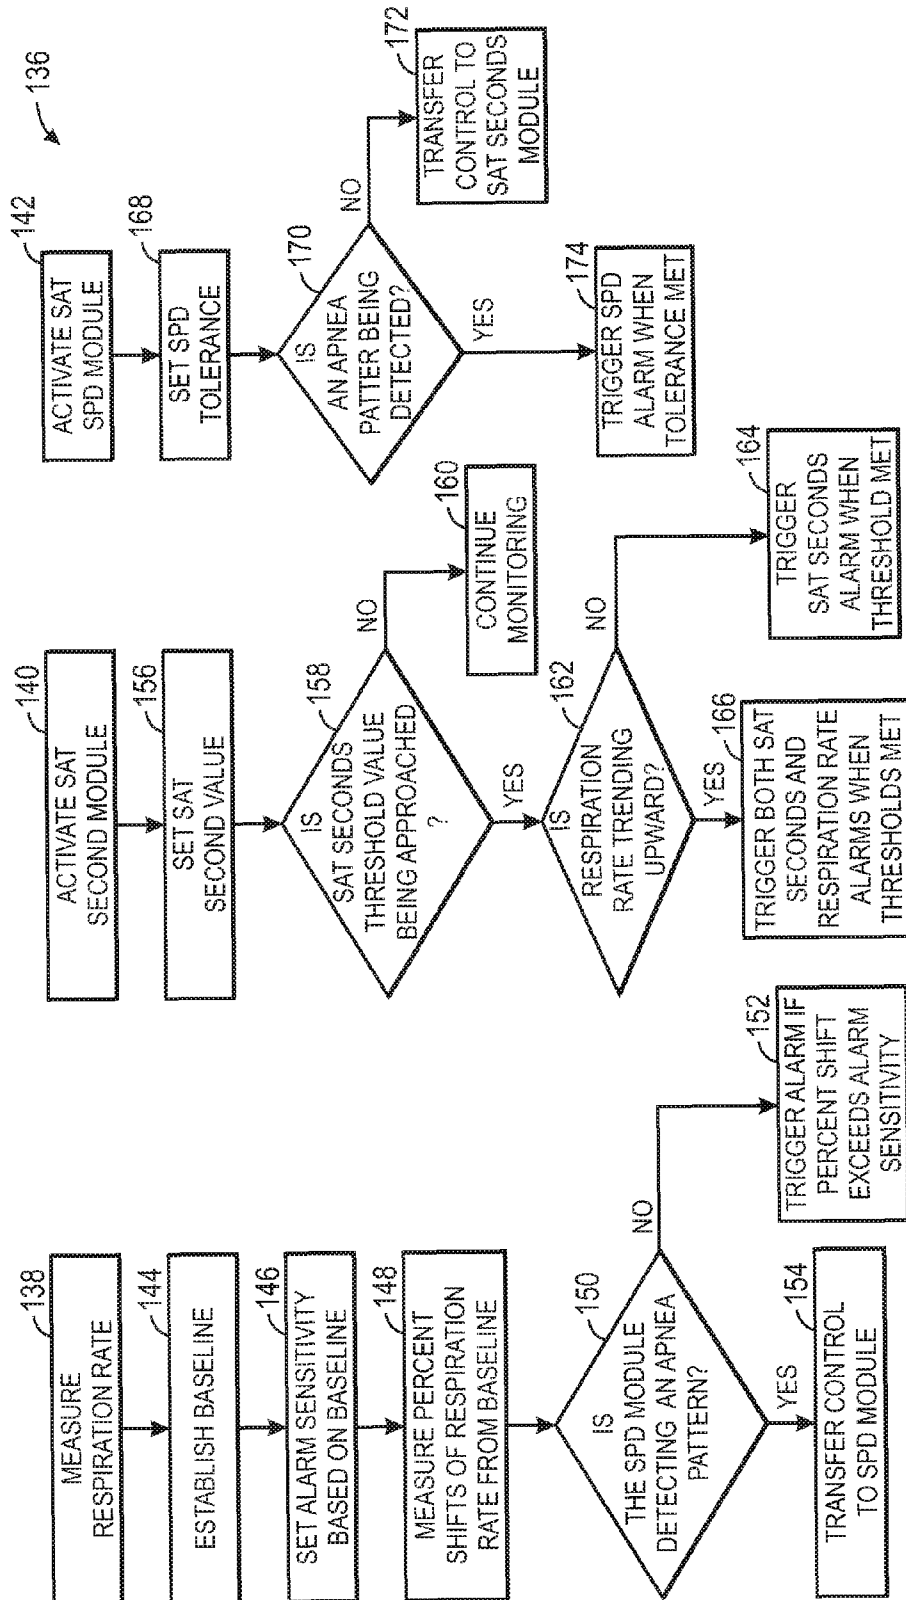 136
138
MEASURE
RESPIRATION RATE
144
ESTABLISH BASELINE
146
SET ALARM SENSITIVITY
BASED ON BASELINE
148
MEASURE PERCENT
SHIFTS OF RESPIRATION
RATE FROM BASELINE
150
IS
THE SPD MODULE
DETECTING AN APNEA
PATTERN?
NO
152
TRIGGER ALARM IF
PERCENT SHIFT
EXCEEDS ALARM
SENSITIVITY
YES
154
TRANSFER CONTROL
TO SPD MODULE
140
ACTIVATE SAT
SECOND MODULE
156
SET SAT
SECOND VALUE
158
IS
SAT SECONDS
THRESHOLD VALUE
BEING APPROACHED
?
NO
160
CONTINUE
MONITORING
YES
162
IS
RESPIRATION
RATE TRENDING
UPWARD?
NO
164
TRIGGER
SAT SECONDS
ALARM WHEN
THRESHOLD MET
YES
166
TRIGGER BOTH SAT
SECONDS AND
RESPIRATION RATE
ALARMS WHEN
THRESHOLDS MET
142
ACTIVATE SAT
SPD MODULE
168
SET SPD
TOLERANCE
170
IS
AN APNEA
PATTER BEING
DETECTED?
NO
172
TRANSFER
CONTROL TO
SAT SECONDS
MODULE
YES
174
TRIGGER SPD
ALARM WHEN
TOLERANCE MET